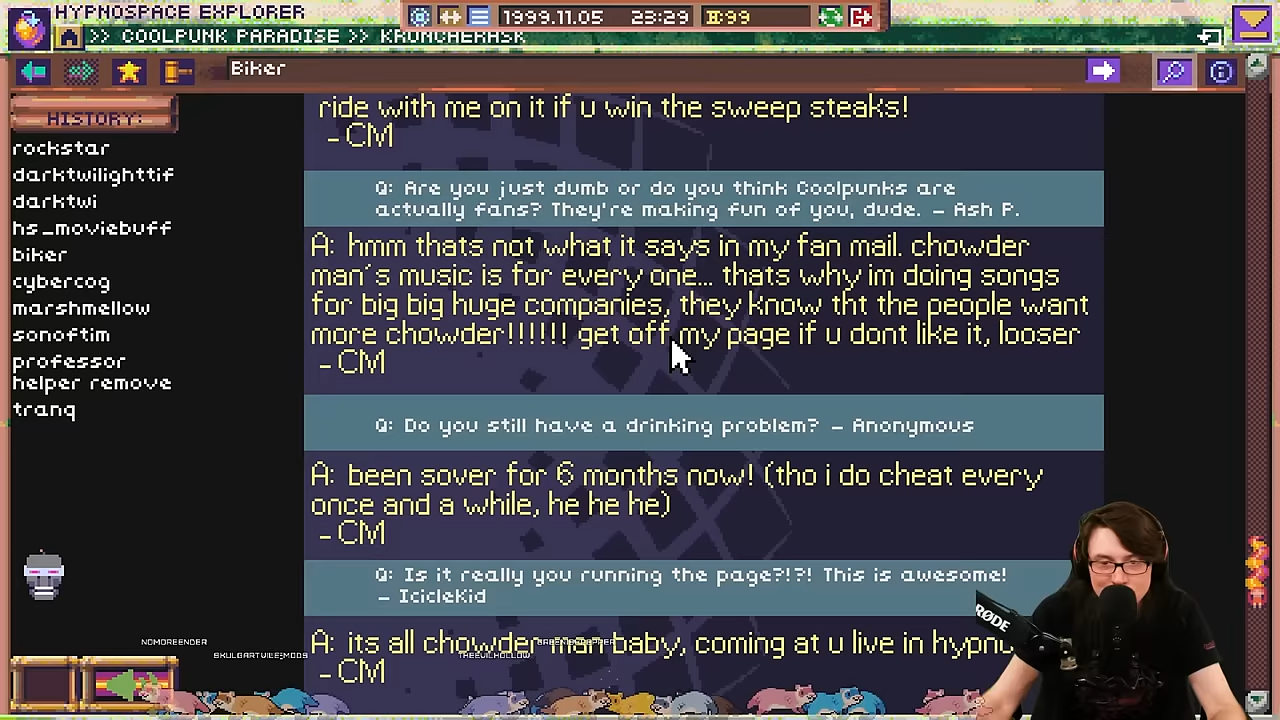 HYPNOSPACE EXPLORER
1999.11.05 23:29
:99
>> COOLPUNK PARADISE >> KRUNCHERASK
Biker
HISTORY:
rockstar
darktwilighttif
darktwi
hs_moviebuff
biker
cybercog
marshmellow
sonoftim
professor
helper remove
tranq
ride with me on it if u win the sweep steaks!
- CM
Q: Are you just dumb or do you think Coolpunks are
actually fans? They're making fun of you, dude. - Ash P.
A: hmm thats not what it says in my fan mail. chowder
man's music is for every one... thats why im doing songs
for big big huge companies, they know tht the people want
more chowder!!!!!! get off my page if u dont like it, looser
- CM
Q: Do you still have a drinking problem? - Anonymous
A: been sover for 6 months now! (tho i do cheat every
once and a while, he he he)
- CM
Q: Is it really you running the page?!?! This is awesome!
- IcicleKid
A: its all chowder man baby, coming at u live in hypno
- CM
RØDE
NOMOREENDER
SKULGARTVILE-MODS
THEEVILHOLLOW